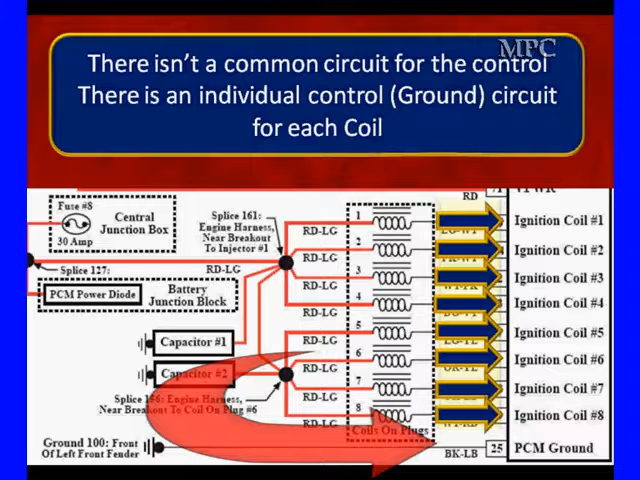 MPC
There isn't a common circuit for the control
There is an individual control (Ground) circuit
for each Coil
Fuse #8
30 Amp
Central
Junction Box
Splice 161:
Engine Harness,
Near Breakout
To Injector #1
Splice 127:
RD-LG
PCM Power Diode
Battery
Junction Block
Capacitor #1
Capacitor #2
Splice 156: Engine Harness,
Near Breakout To Coil On Plug #6
Ground 100: Front
Of Left Front Fender
RD-LG
RD-LG
RD-LG
RD-LG
RD-LG
RD-LG
RD-LG
RD-LG
1
2
3
4
5
6
7
8
Coils On Plugs
RD
71
VPWR
Ignition Coil #1
Ignition Coil #2
Ignition Coil #3
Ignition Coil #4
Ignition Coil #5
Ignition Coil #6
Ignition Coil #7
Ignition Coil #8
BK-LB
25
PCM Ground